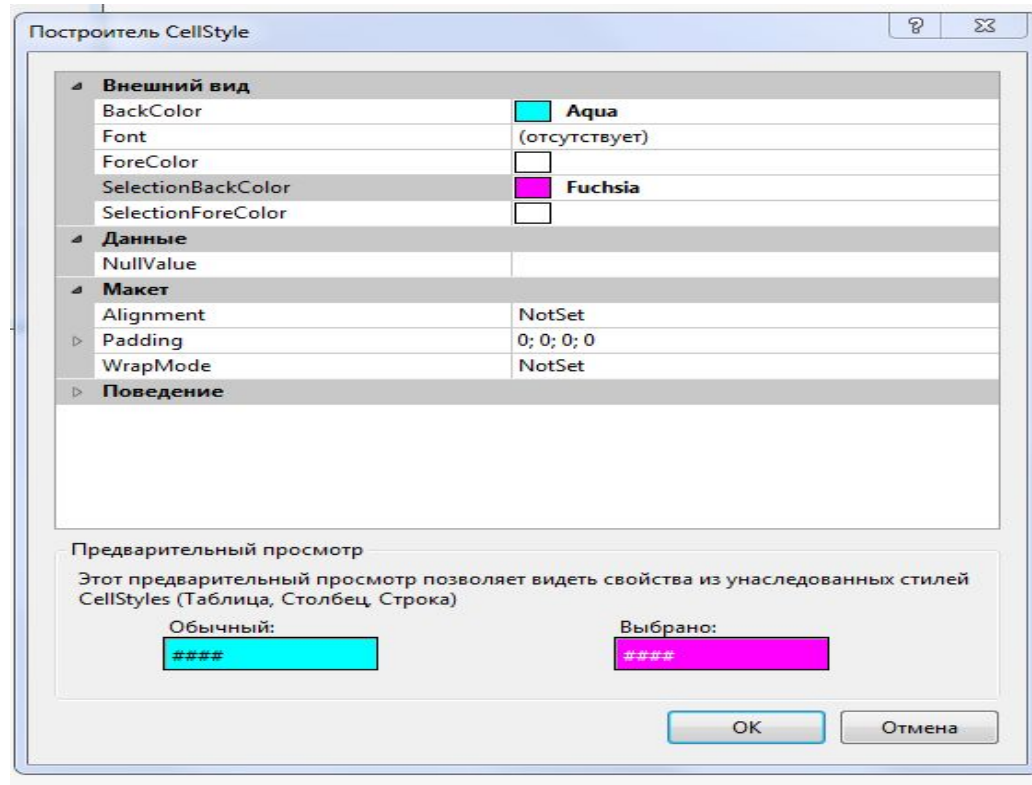 Построитель CellStyle
Внешний вид
BackColor Aqua
Font (отсутствует)
ForeColor
SelectionBackColor Fuchsia
SelectionForeColor
Данные
NullValue
Макет
Alignment NotSet
Padding 0; 0; 0; 0
WrapMode NotSet
Поведение
Предварительный просмотр
Этот предварительный просмотр позволяет видеть свойства из унаследованных стилей
CellStyles (Таблица, Столбец, Строка)
Обычный: Выбрано:
#### ####
OK Отмена